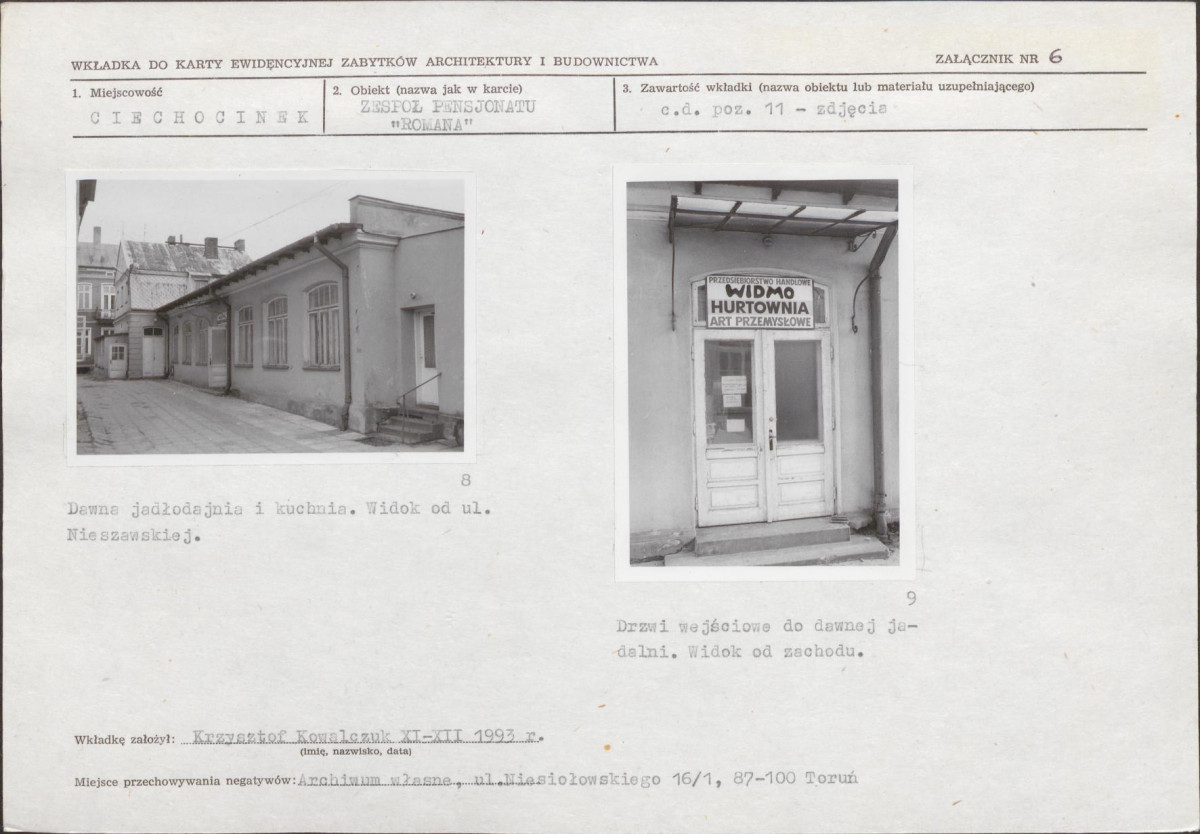 WKŁADKA DO KARTY EWIDENCYJNEJ ZABYTKÓW ARCHITEKTURY I BUDOWNICTWA
ZAŁĄCZNIK NR 6
1. Miejscowość
CIECHOCINEK
2. Obiekt (nazwa jak w karcie)
ZESPÓŁ PENSJONATU
"ROMANA"
3. Zawartość wkładki (nazwa obiektu lub materiału uzupełniającego)
c.d. poz. 11 - zdjęcia
PRZEDSIĘBIORSTWO HANDLOWE
WIDMO
HURTOWNIA
ART PRZEMYSŁOWE
8
Dawna jadłodajnia i kuchnia. Widok od ul.
Nieszawskiej.
9
Drzwi wejściowe do dawnej ja-
dalni. Widok od zachodu.
Wkładkę założył: Krzysztof Kowalczuk XI-XII 1993 r.
(imię, nazwisko, data)
Miejsce przechowywania negatywów: Archiwum własne, ul.Niesiołowskiego 16/1, 87-100 Toruń